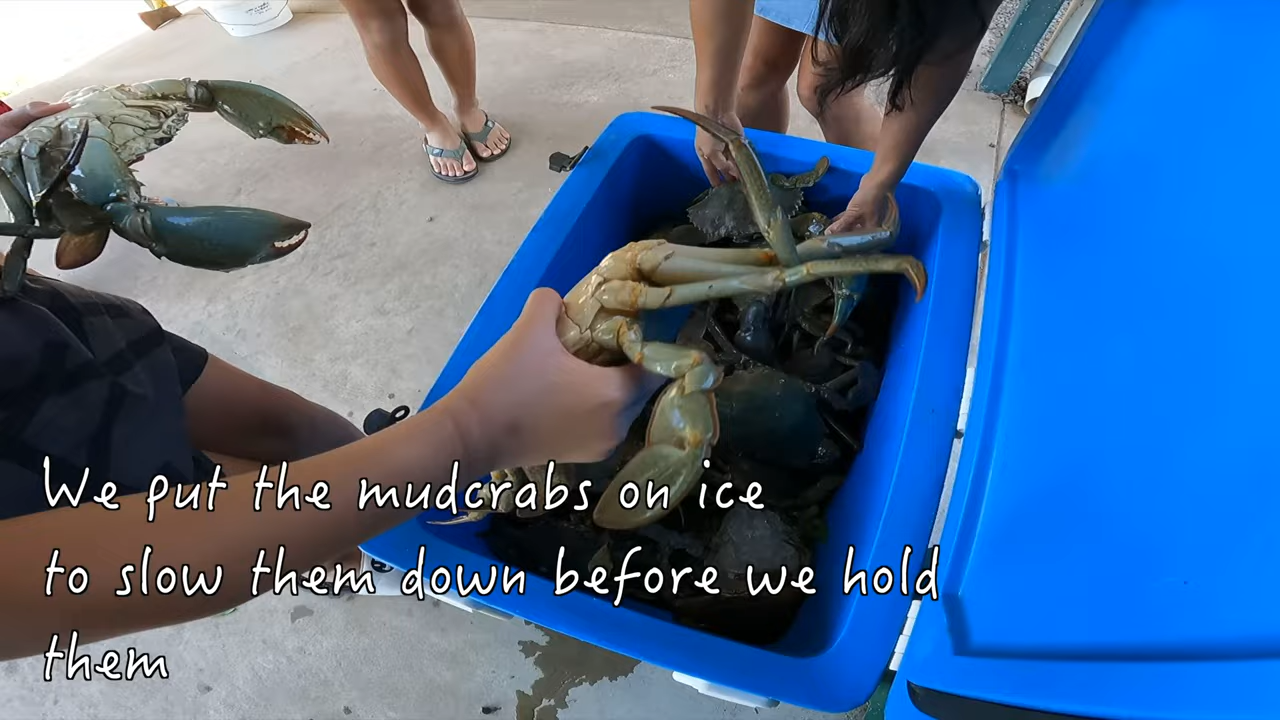 We put the mudcrabs on ice
to slow them down before we hold
them